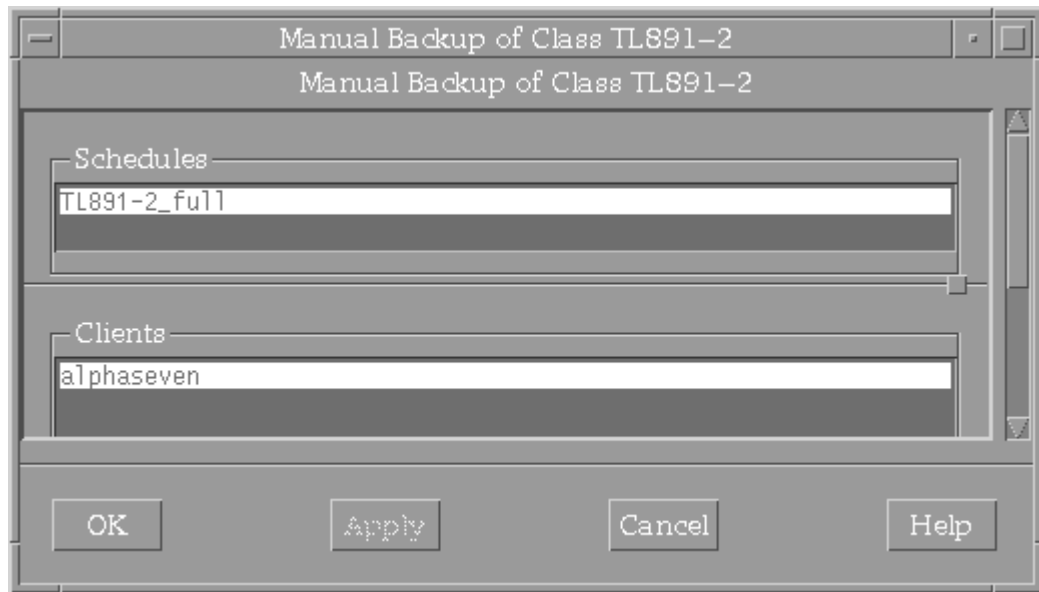 Manual Backup of Class TL891-2
Manual Backup of Class TL891-2
Schedules
TL891-2_full
Clients
alphaseven
OK Apply Cancel Help